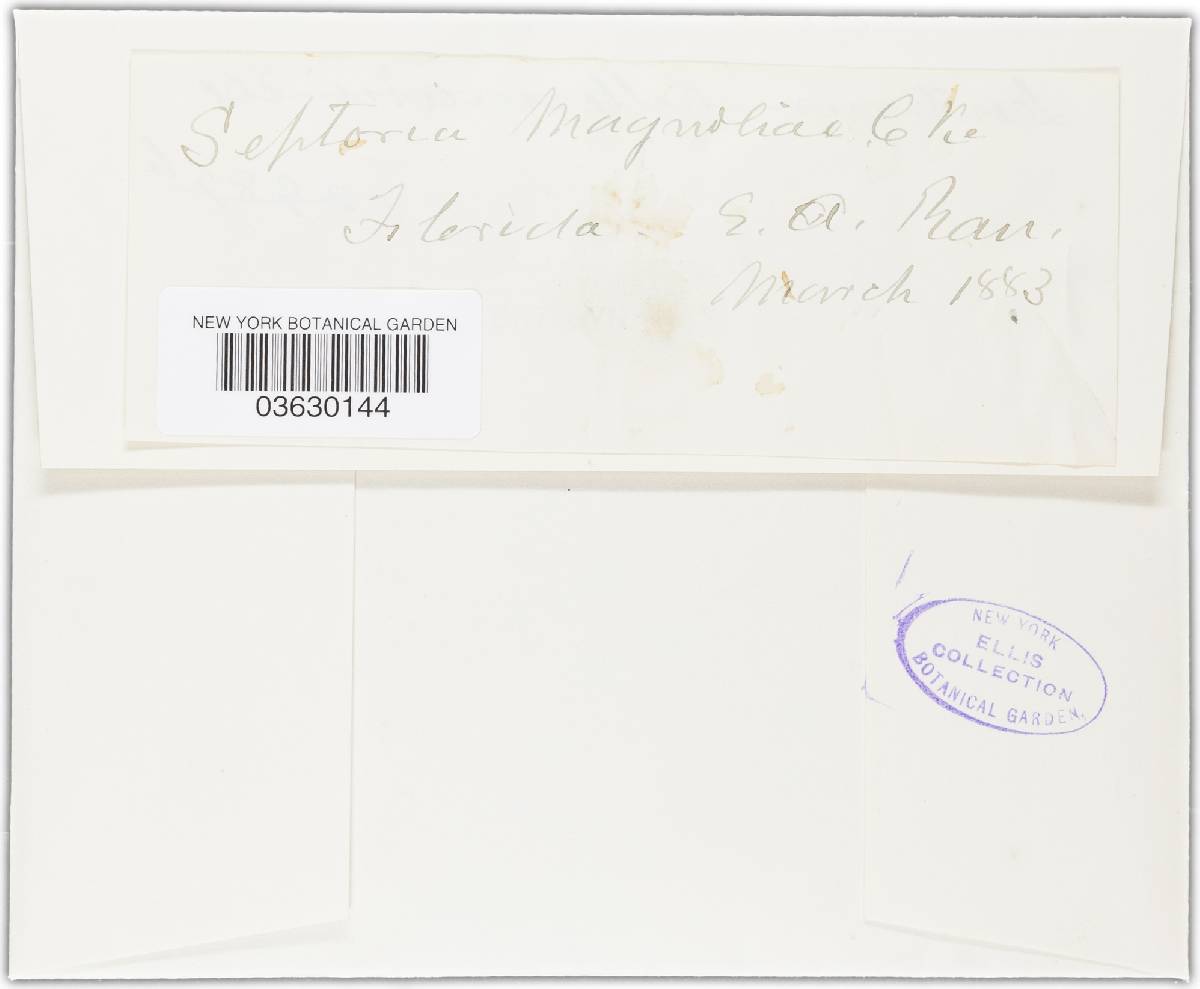 Septoria Magnoliae Cke
Florida - E. A. Rau.
March 1883
NEW YORK BOTANICAL GARDEN
03630144
NEW YORK
ELLIS
COLLECTION
BOTANICAL GARDEN.